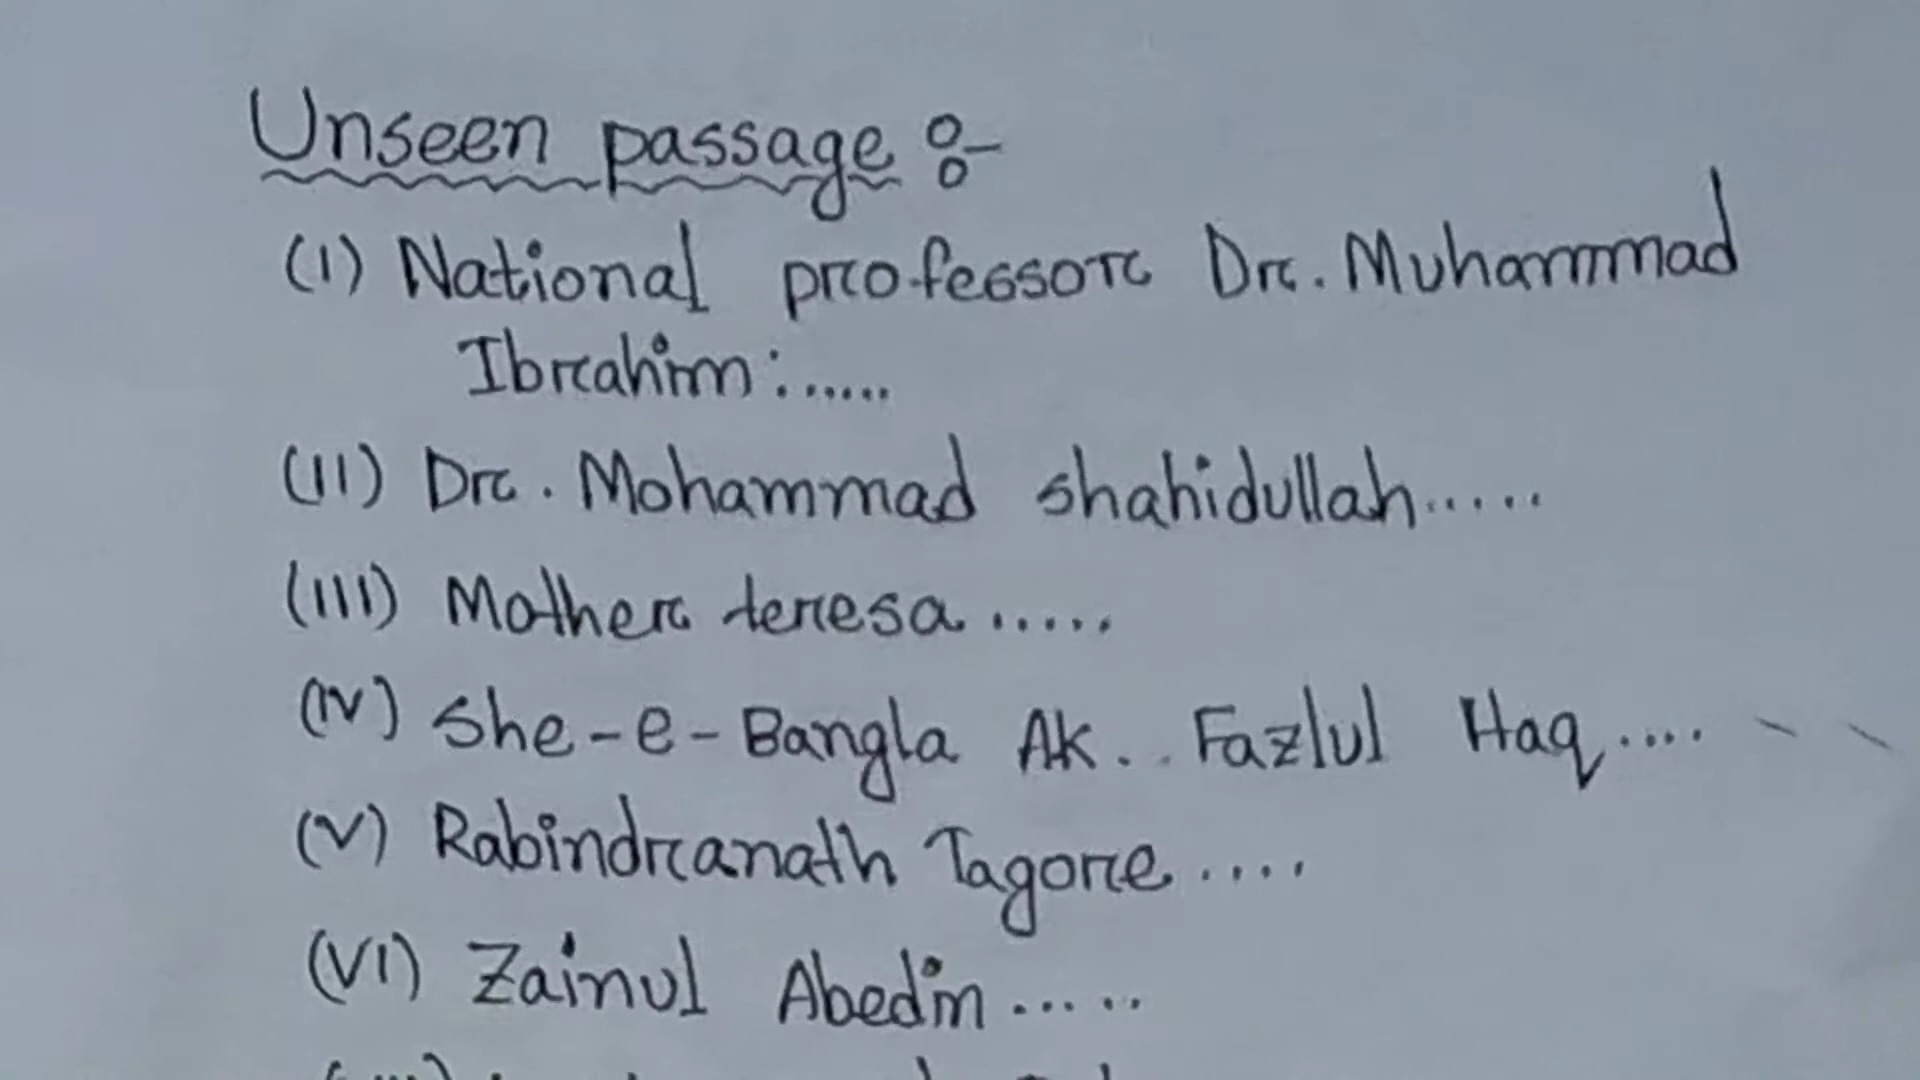 Unseen passage :-
(I) National professor Dr. Muhammad
Ibrahim:......
(II) Dr. Mohammad shahidullah.....
(III) Mother teresa.....
(IV) She-e-Bangla AK.. Fazlul Haq....
(V) Rabindranath Tagore....
(VI) Zainul Abedin.....